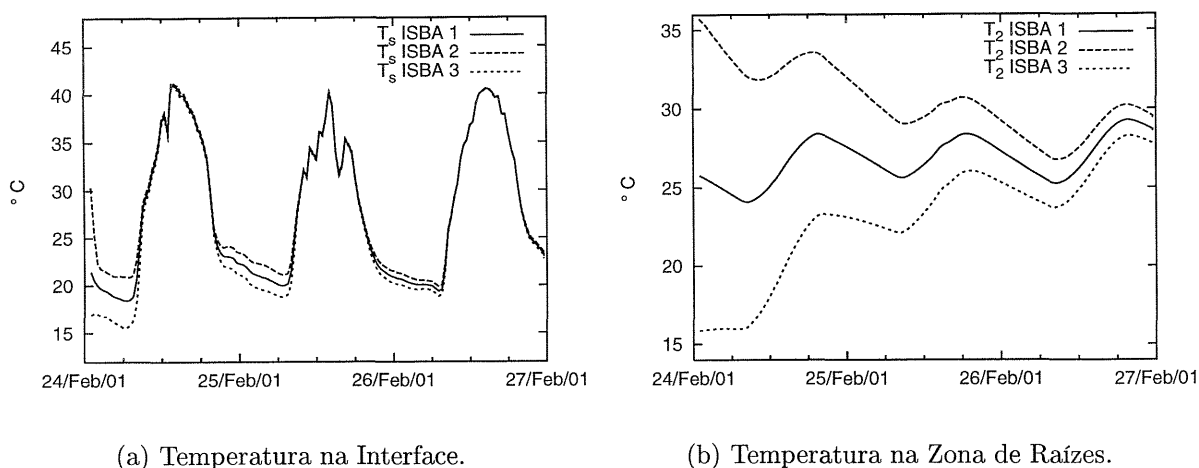 45
40
35
30
25
20
15
° C
T_s ISBA 1
T_s ISBA 2
T_s ISBA 3
24/Feb/01 25/Feb/01 26/Feb/01 27/Feb/01
(a) Temperatura na Interface.
35
30
25
20
15
° C
T_2 ISBA 1
T_2 ISBA 2
T_2 ISBA 3
24/Feb/01 25/Feb/01 26/Feb/01 27/Feb/01
(b) Temperatura na Zona de Raízes.